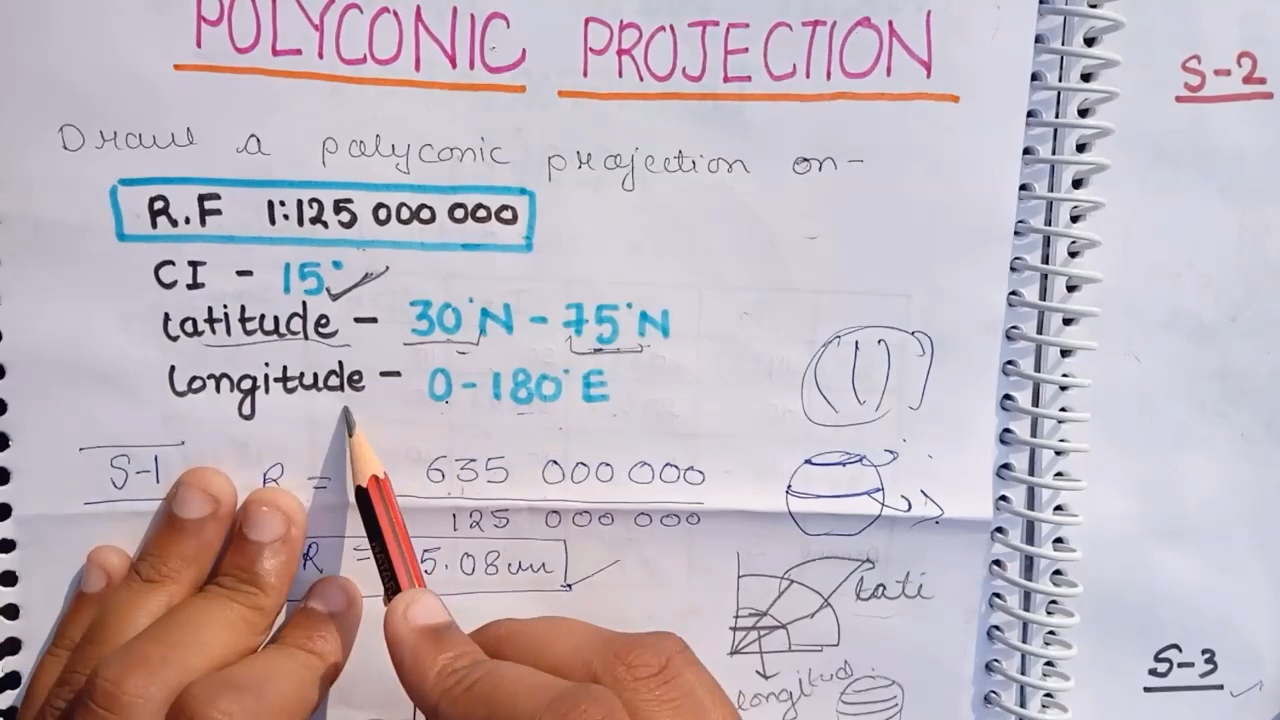 POLYCONIC PROJECTION
S-2
Draw a polyconic projection on-
R.F 1:125 000 000
CI - 15°
Latitude - 30°N - 75°N
Longitude - 0 - 180°E
S-1
R = 635 000 000
125 000 000
R = 5.08cm
Lati
longitud
S-3